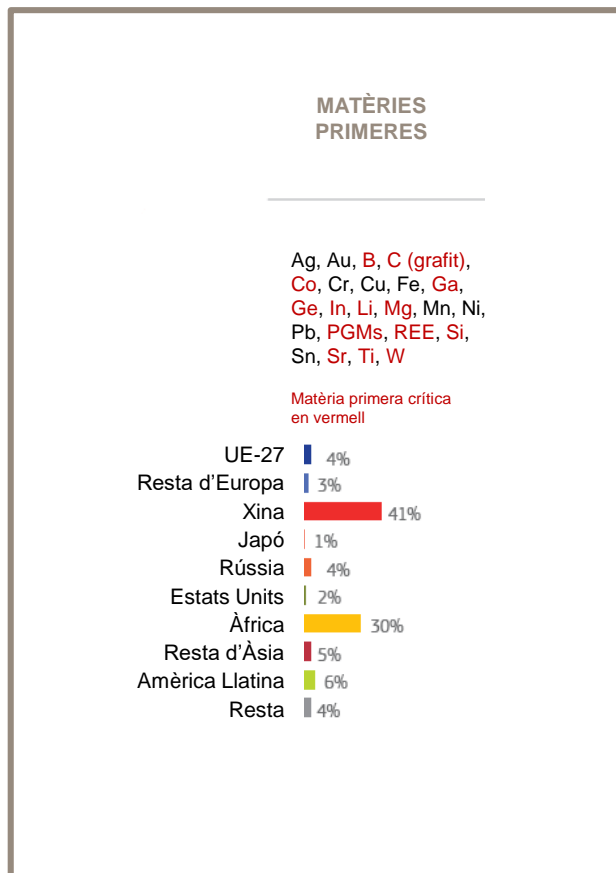 MATÈRIES
PRIMERES
Ag, Au, B, C (grafit),
Co, Cr, Cu, Fe, Ga,
Ge, In, Li, Mg, Mn, Ni,
Pb, PGMs, REE, Si,
Sn, Sr, Ti, W
Matèria primera crítica
en vermell
UE-27 4%
Resta d'Europa 3%
Xina 41%
Japó 1%
Rússia 4%
Estats Units 2%
Àfrica 30%
Resta d'Àsia 5%
Amèrica Llatina 6%
Resta 4%